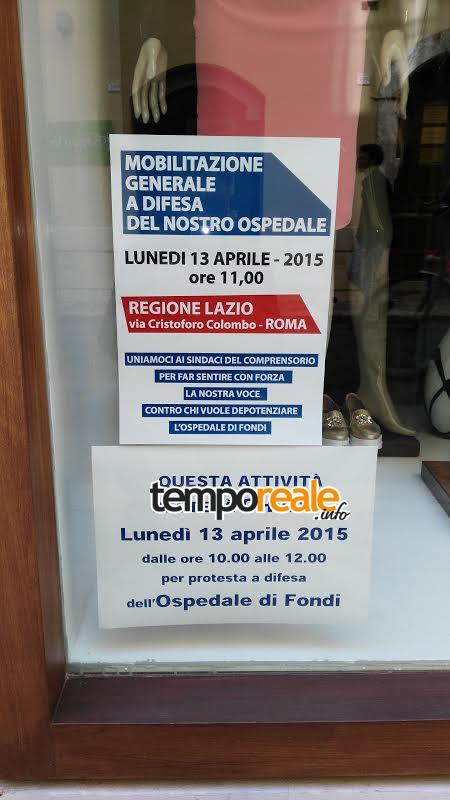 MOBILITAZIONE
GENERALE
A DIFESA
DEL NOSTRO OSPEDALE
LUNEDI 13 APRILE - 2015
ore 11,00
REGIONE LAZIO
via Cristoforo Colombo - ROMA
UNIAMOCI AI SINDACI DEL COMPRENSORIO
PER FAR SENTIRE CON FORZA
LA NOSTRA VOCE
CONTRO CHI VUOLE DEPOTENZIARE
L'OSPEDALE DI FONDI
QUESTA ATTIVITÀ
temporeale.info
Lunedì 13 aprile 2015
dalle ore 10.00 alle 12.00
per protesta a difesa
dell'Ospedale di Fondi